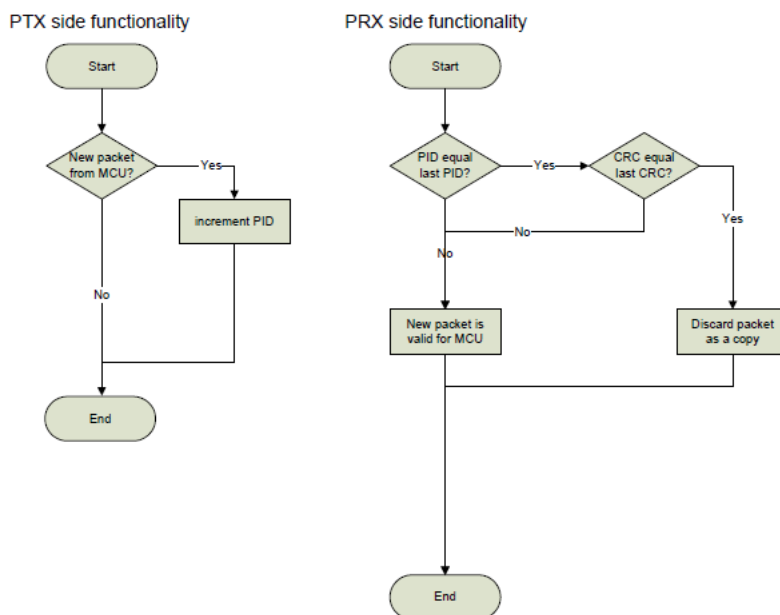 PTX side functionality
Start
New packet
from MCU?
Yes
increment PID
No
End
PRX side functionality
Start
PID equal
last PID?
Yes
CRC equal
last CRC?
No
Yes
No
New packet is
valid for MCU
Discard packet
as a copy
End